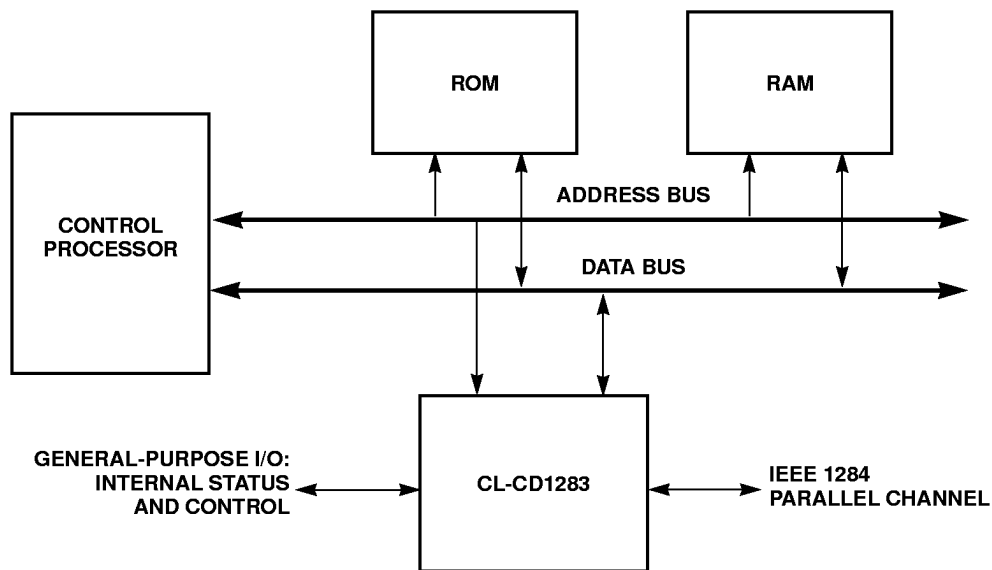 ROM
RAM
ADDRESS BUS
CONTROL
PROCESSOR
DATA BUS
GENERAL-PURPOSE I/O:
INTERNAL STATUS
AND CONTROL
CL-CD1283
IEEE 1284
PARALLEL CHANNEL